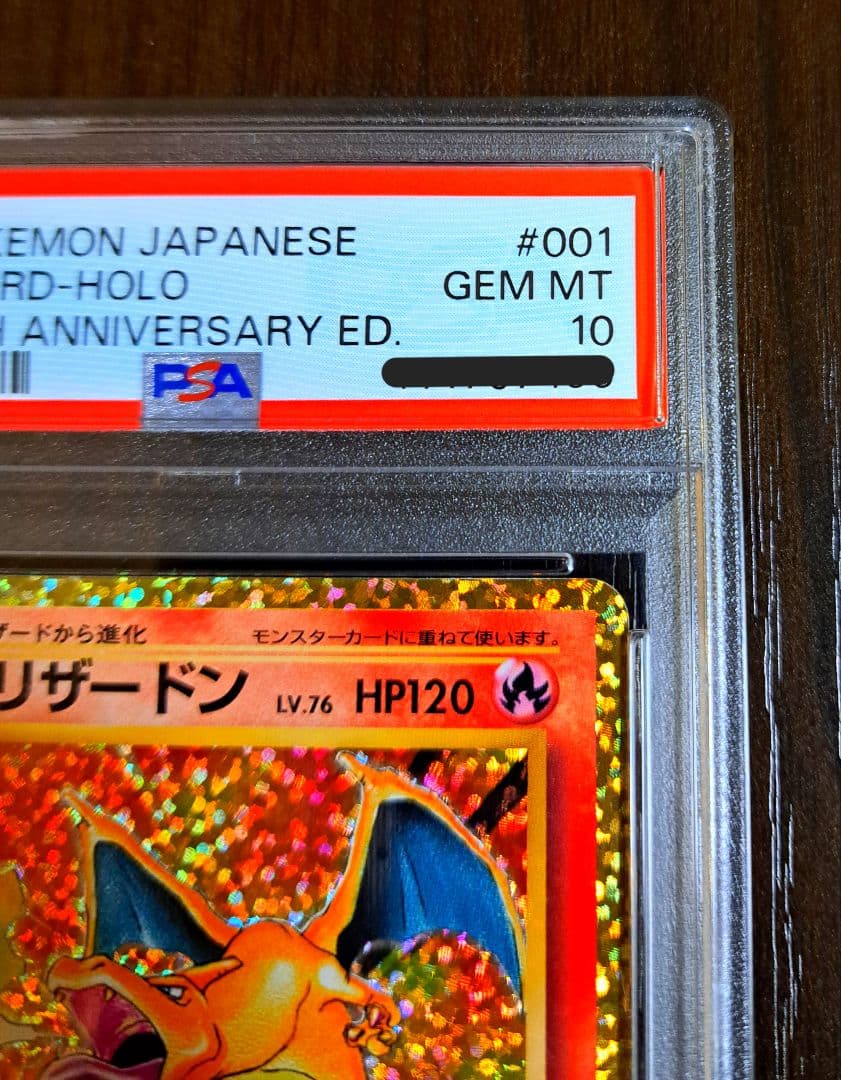 KEMON JAPANESE #001
RD-HOLO GEM MT
H ANNIVERSARY ED. 10
PSA
ザードから進化 モンスターカードに重ねて使います。
リザードン LV.76 HP120